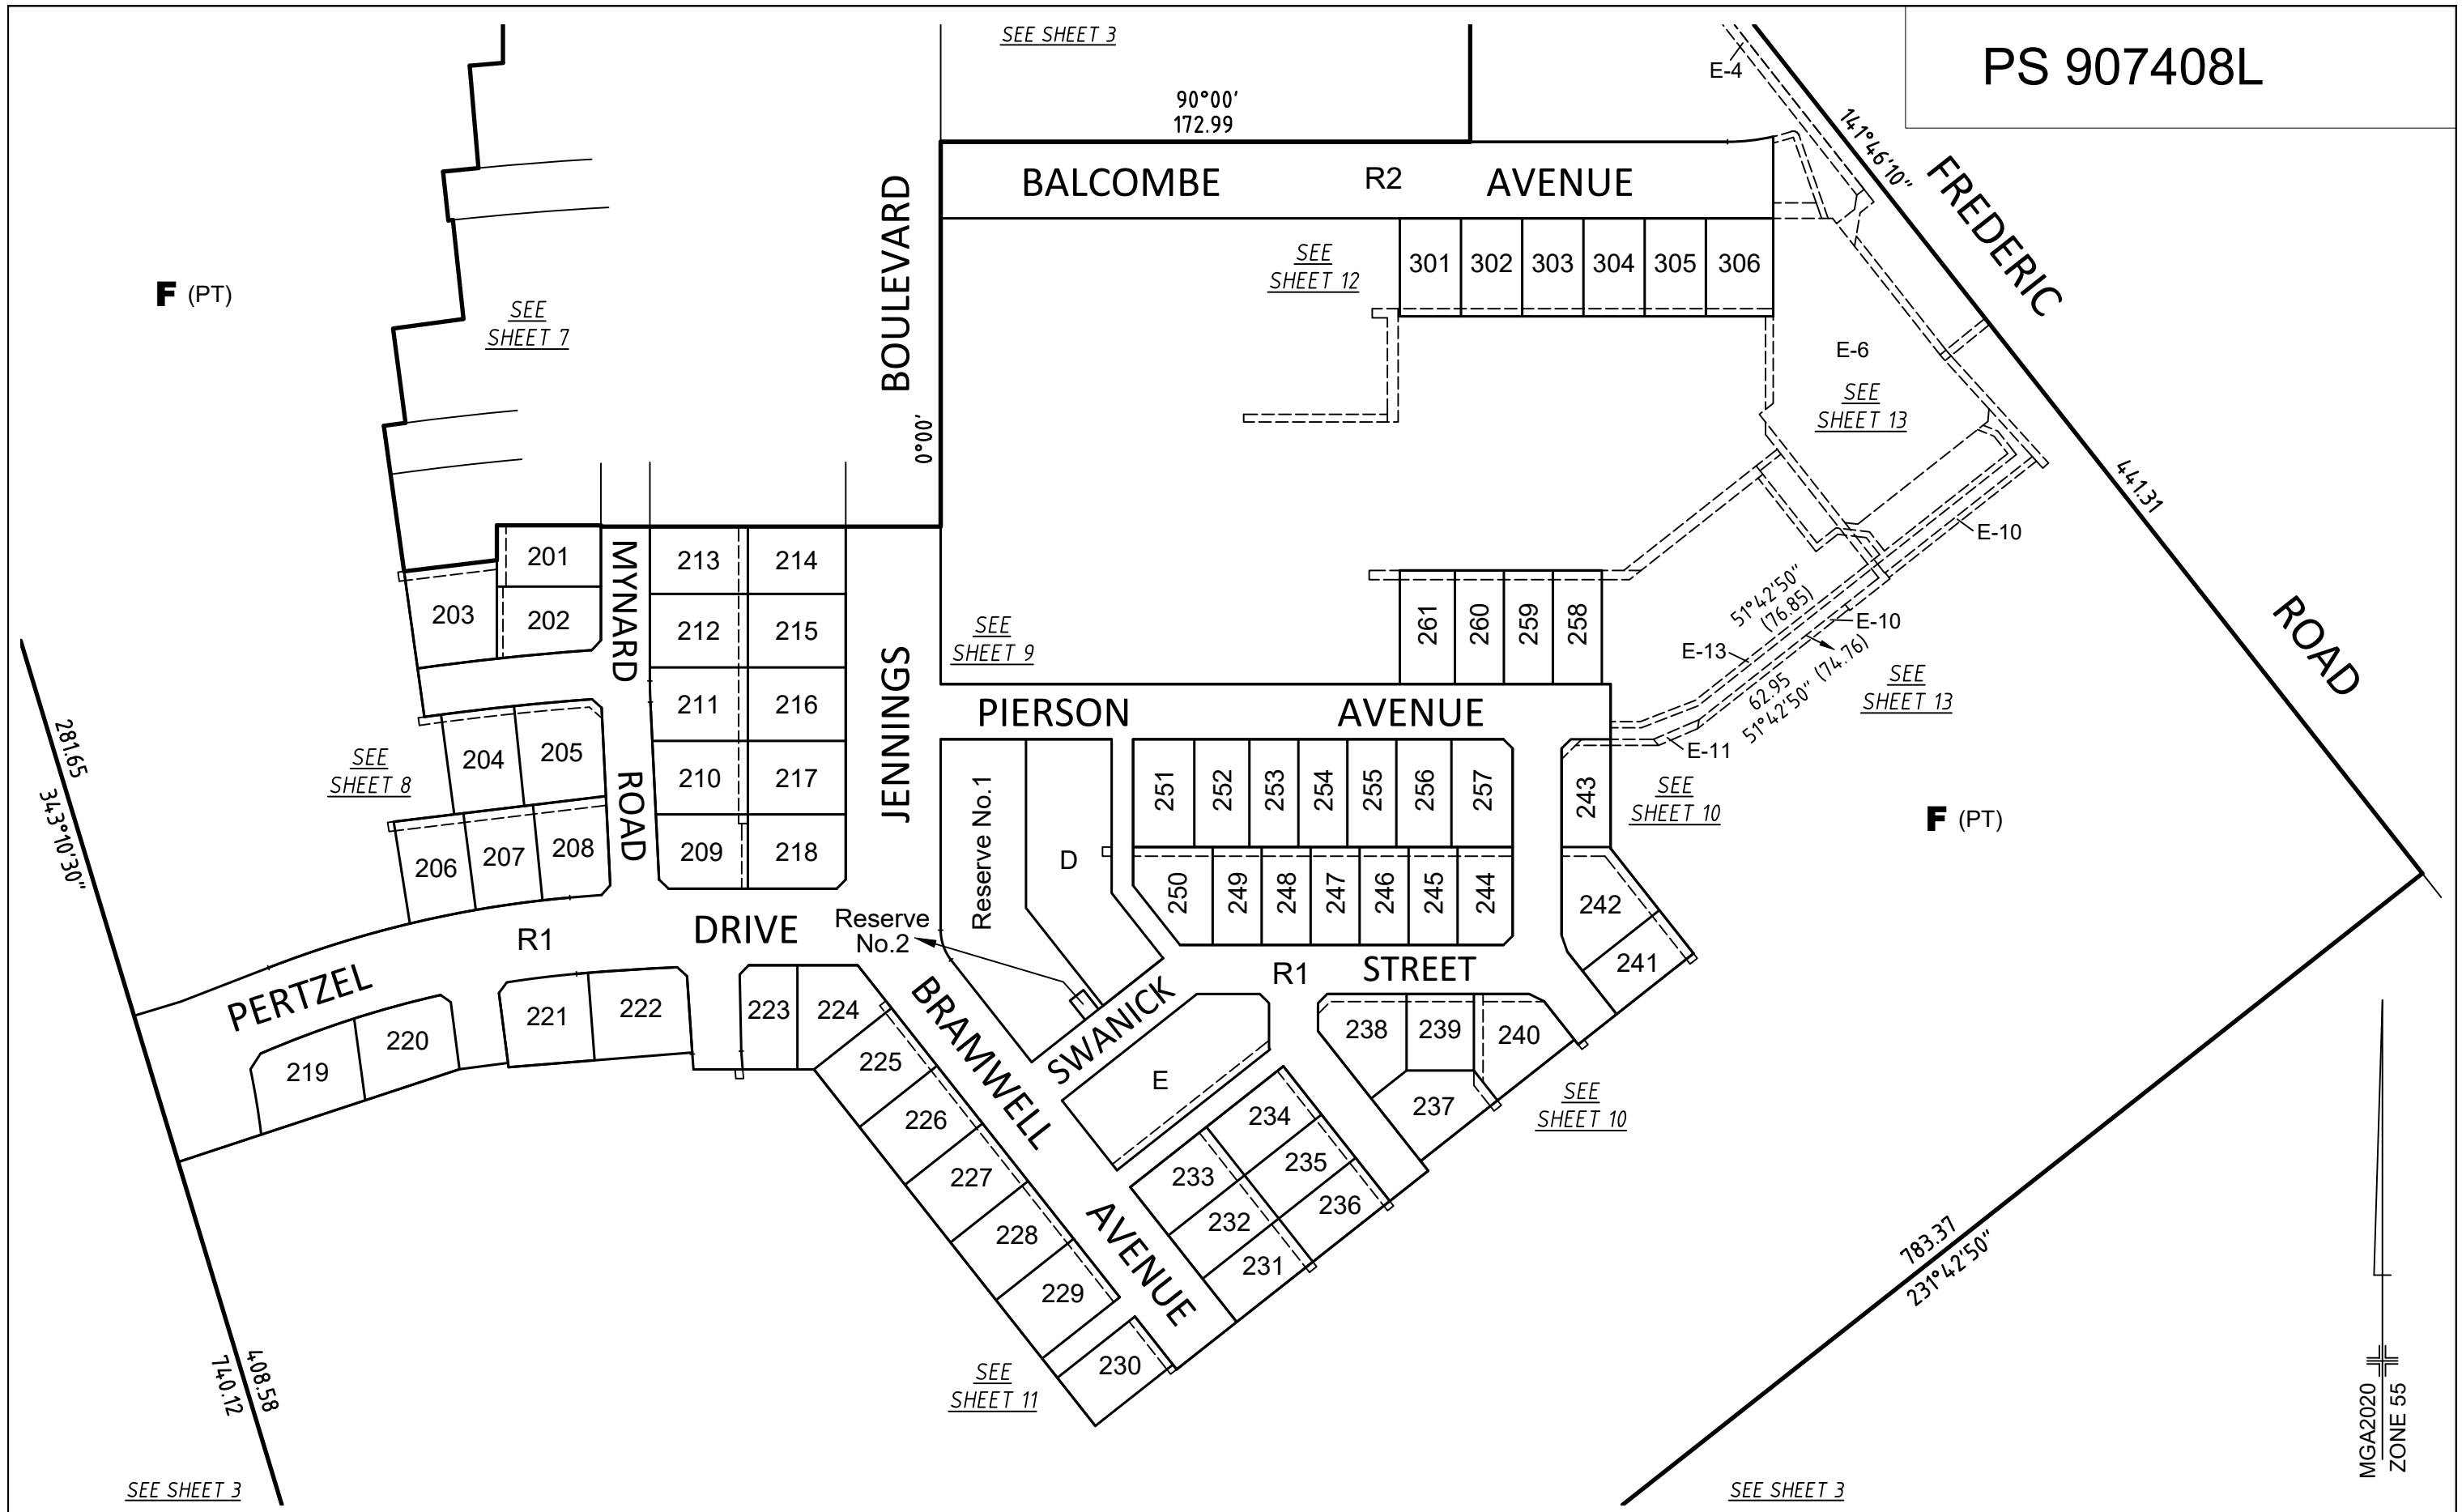 SEE SHEET 3
PS 907408L
E-4
90°00'
172.99
141°46'10"
FREDERIC
BALCOMBE
R2
AVENUE
BOULEVARD
SEE
SHEET 12
301
302
303
304
305
306
F (PT)
SEE
SHEET 7
E-6
SEE
SHEET 13
0°00'
441.31
E-10
201
MYNARD
213
214
203
202
212
215
SEE
SHEET 9
261
260
259
258
51°42'50"
(76.85)
E-10
E-13
62.95
51°42'50" (74.76)
SEE
SHEET 13
ROAD
JENNINGS
211
216
PIERSON
AVENUE
E-11
281.65
343°10'30"
SEE
SHEET 8
204
205
ROAD
210
217
Reserve No.1
D
251
252
253
254
255
256
257
243
SEE
SHEET 10
F (PT)
206
207
208
209
218
250
249
248
247
246
245
244
242
241
Reserve
No.2
R1
DRIVE
PERTZEL
R1
STREET
BRAMWELL
SWANICK
219
220
221
222
223
224
225
226
227
228
229
230
E
238
239
240
237
SEE
SHEET 10
234
235
236
233
232
231
AVENUE
783.37
231°42'50"
408.58
740.12
SEE
SHEET 11
MGA2020
ZONE 55
SEE SHEET 3
SEE SHEET 3